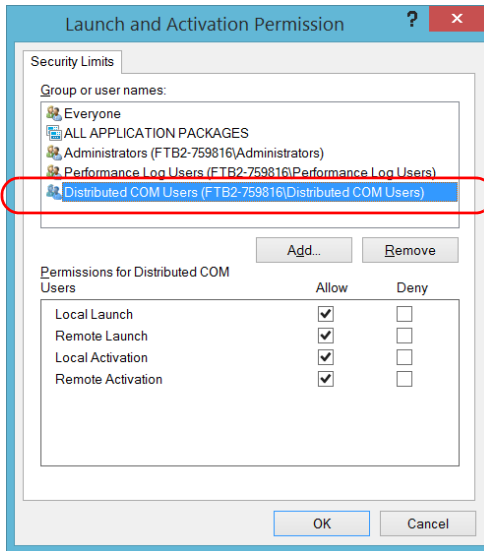 Launch and Activation Permission
?
×
Security Limits
Group or user names:
Everyone
ALL APPLICATION PACKAGES
Administrators (FTB2-759816\Administrators)
Performance Log Users (FTB2-759816\Performance Log Users)
Distributed COM Users (FTB2-759816\Distributed COM Users)
Add... Remove
Permissions for Distributed COM
Users Allow Deny
Local Launch
Remote Launch
Local Activation
Remote Activation
OK Cancel